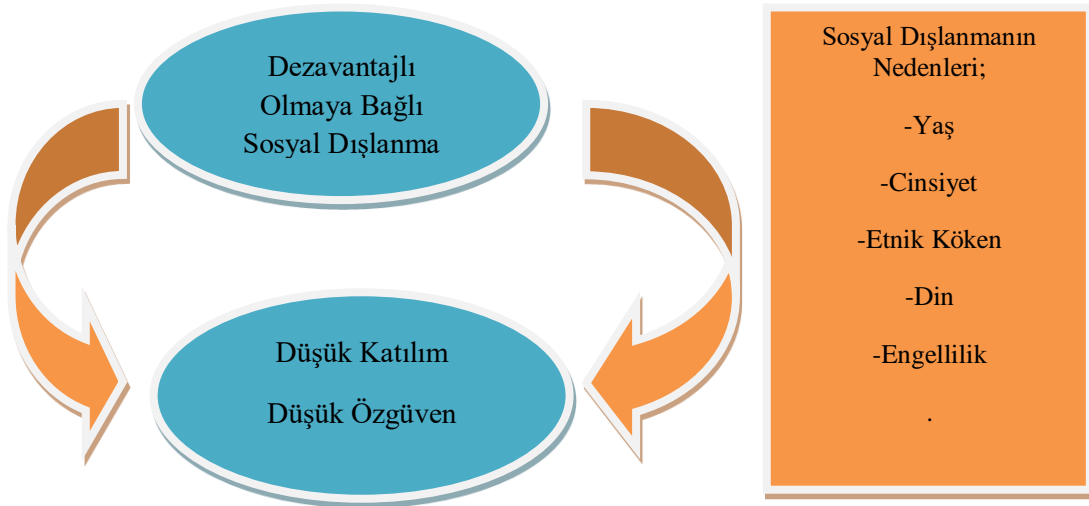 Dezavantajlı
Olmaya Bağlı
Sosyal Dışlanma
Düşük Katılım
Düşük Özgüven
Sosyal Dışlanmanın
Nedenleri;
-Yaş
-Cinsiyet
-Etnik Köken
-Din
-Engellilik
.